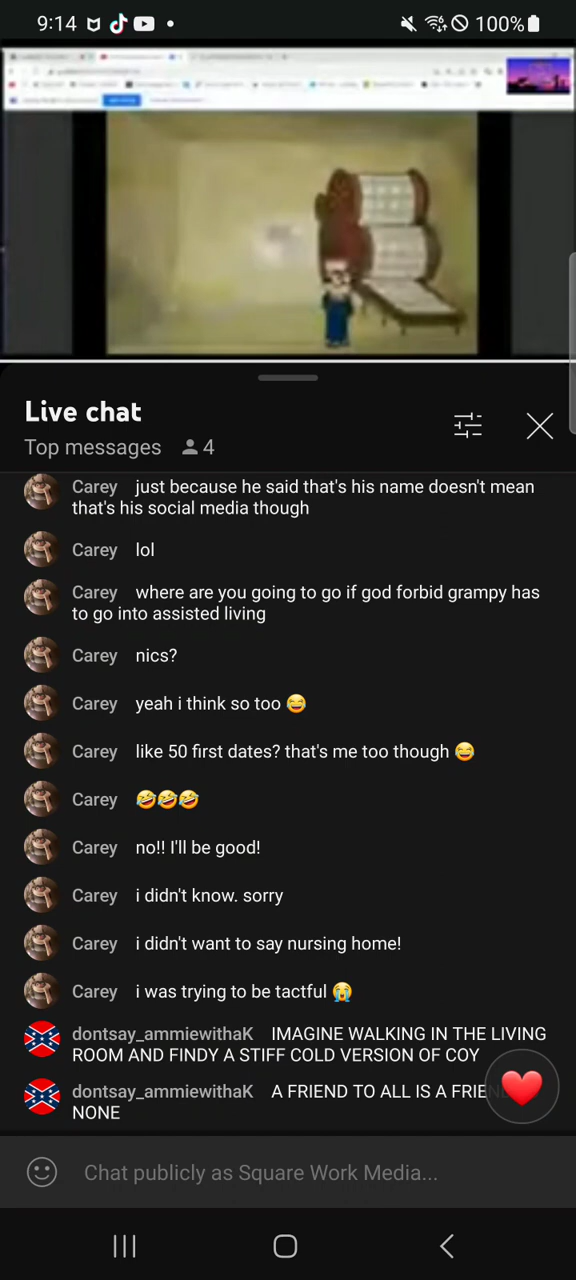 9:14
100%
Live chat
Top messages 4
Carey just because he said that's his name doesn't mean
that's his social media though
Carey lol
Carey where are you going to go if god forbid grampy has
to go into assisted living
Carey nics?
Carey yeah i think so too 😂
Carey like 50 first dates? that's me too though 😂
Carey 🤣🤣🤣
Carey no!! I'll be good!
Carey i didn't know. sorry
Carey i didn't want to say nursing home!
Carey i was trying to be tactful 😭
dontsay_ammiewithaK IMAGINE WALKING IN THE LIVING
ROOM AND FINDY A STIFF COLD VERSION OF COY
dontsay_ammiewithaK A FRIEND TO ALL IS A
NONE
Chat publicly as Square Work Media...